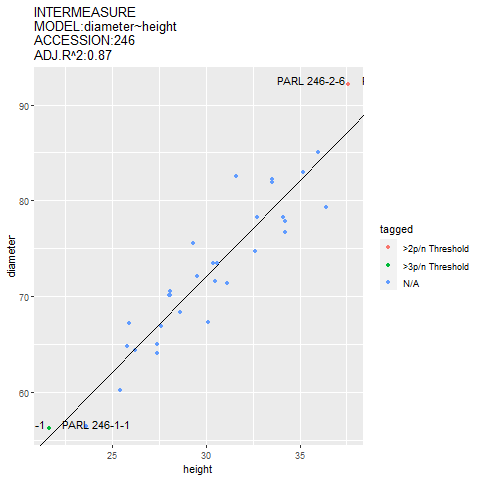 INTERMEASURE
MODEL:diameter~height
ACCESSION:246
ADJ.R^2:0.87
PARL 246-2-6
90
80
diameter
70
60
-1 PARL 246-1-1
25 30 35
height
tagged
>2p/n Threshold
>3p/n Threshold
N/A